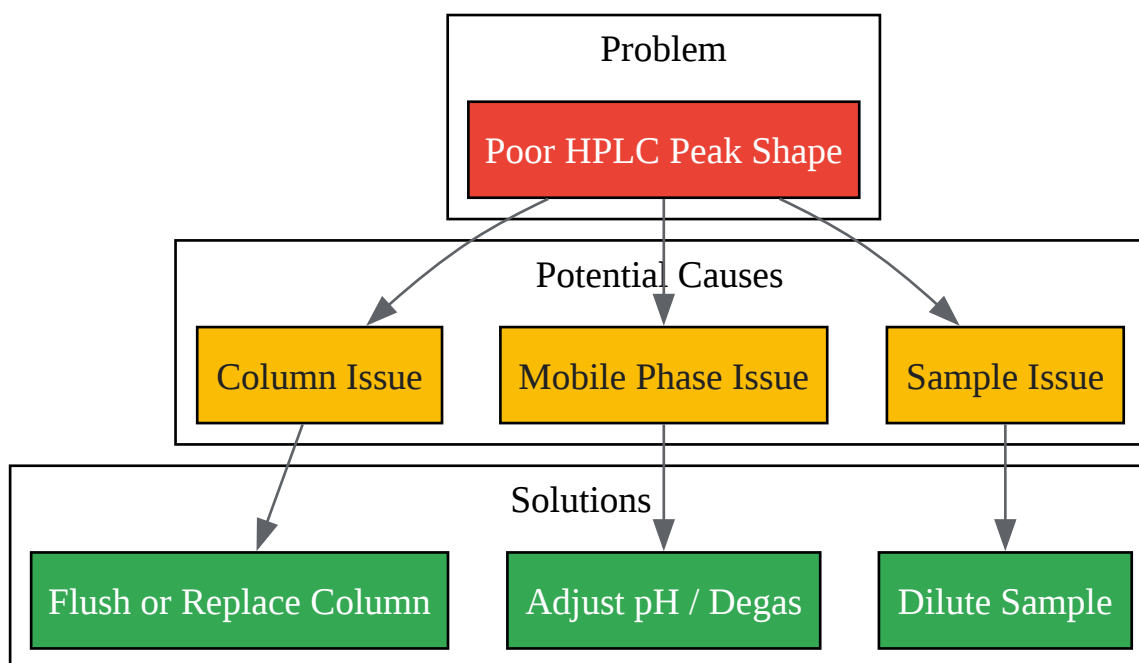 Problem
Poor HPLC Peak Shape
Potential Causes
Column Issue
Mobile Phase Issue
Sample Issue
Solutions
Flush or Replace Column
Adjust pH / Degas
Dilute Sample